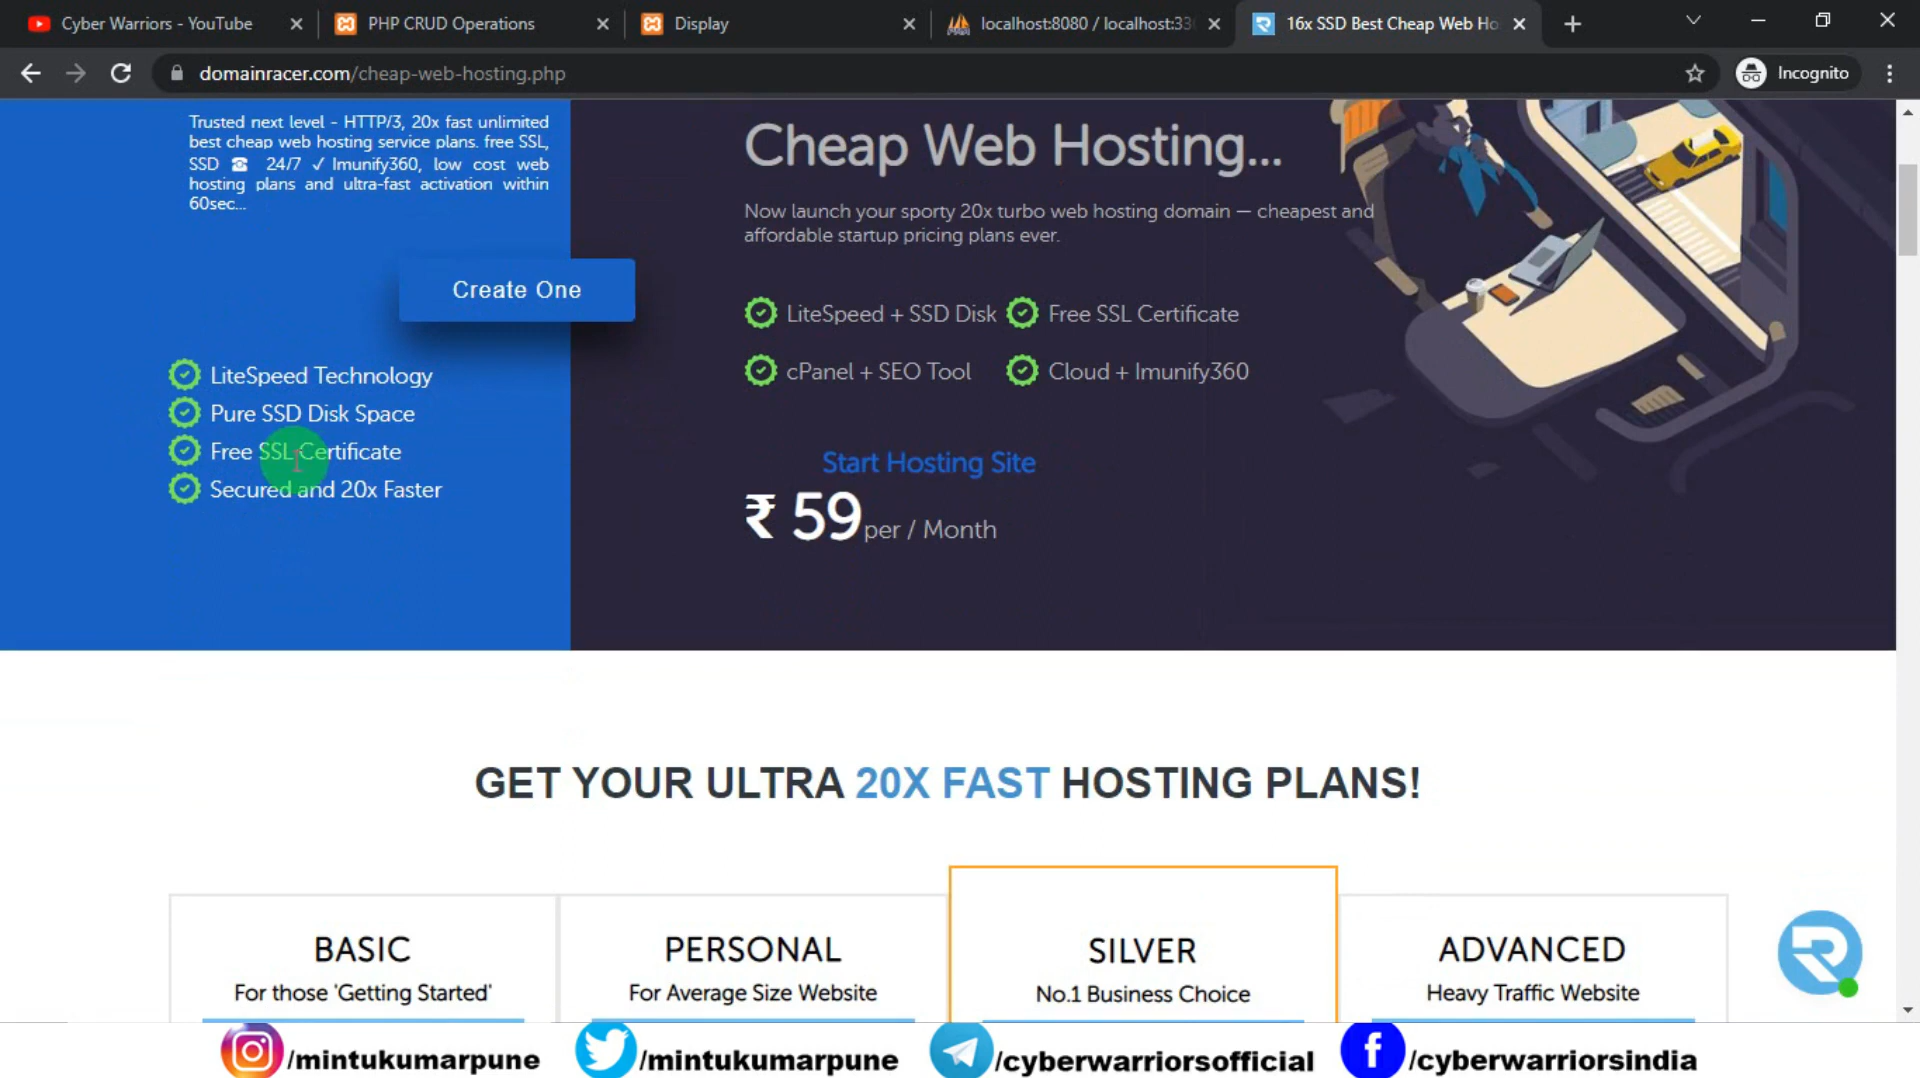 Cyber Warriors - YouTube
PHP CRUD Operations
Display
localhost:8080 / localhost:33
16x SSD Best Cheap Web Ho
domainracer.com/cheap-web-hosting.php
Incognito
Trusted next level - HTTP/3, 20x fast unlimited
best cheap web hosting service plans. free SSL,
SSD ☎ 24/7 ✓ Imunify360, low cost web
hosting plans and ultra-fast activation within
60sec...
Create One
LiteSpeed Technology
Pure SSD Disk Space
Free SSL Certificate
Secured and 20x Faster
Cheap Web Hosting...
Now launch your sporty 20x turbo web hosting domain — cheapest and
affordable startup pricing plans ever.
LiteSpeed + SSD Disk
Free SSL Certificate
cPanel + SEO Tool
Cloud + Imunify360
Start Hosting Site
₹ 59 per / Month
GET YOUR ULTRA 20X FAST HOSTING PLANS!
BASIC
For those 'Getting Started'
PERSONAL
For Average Size Website
SILVER
No.1 Business Choice
ADVANCED
Heavy Traffic Website
/mintukumarpune
/mintukumarpune
/cyberwarriorsofficial
/cyberwarriorsindia